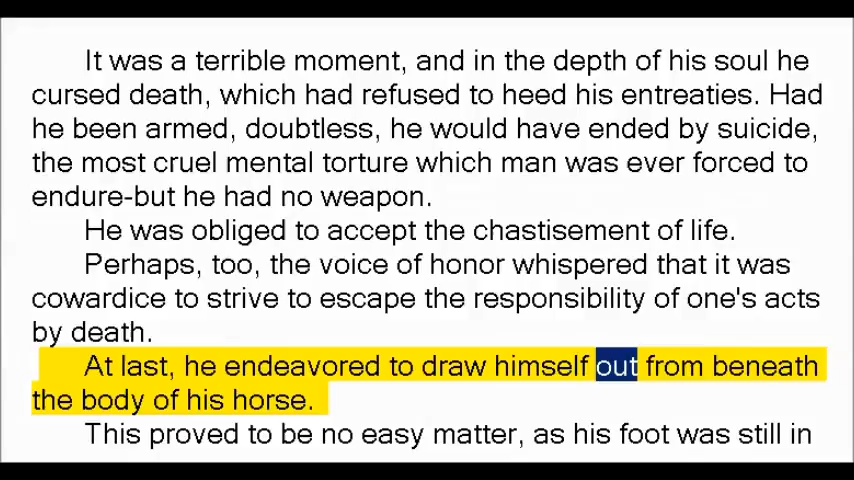 It was a terrible moment, and in the depth of his soul he
cursed death, which had refused to heed his entreaties. Had
he been armed, doubtless, he would have ended by suicide,
the most cruel mental torture which man was ever forced to
endure-but he had no weapon.
He was obliged to accept the chastisement of life.
Perhaps, too, the voice of honor whispered that it was
cowardice to strive to escape the responsibility of one's acts
by death.
At last, he endeavored to draw himself out from beneath
the body of his horse.
This proved to be no easy matter, as his foot was still in